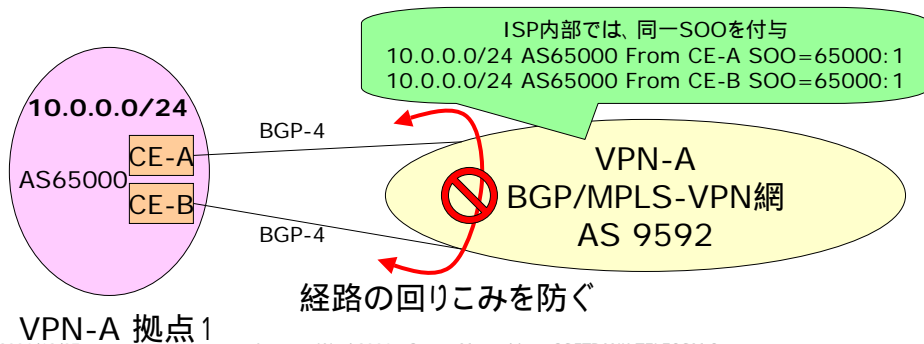 ISP内部では、同一SOOを付与
10.0.0.0/24 AS65000 From CE-A SOO=65000:1
10.0.0.0/24 AS65000 From CE-B SOO=65000:1
10.0.0.0/24
BGP-4
CE-A
AS65000
CE-B
VPN-A
BGP/MPLS-VPN網
AS 9592
BGP-4
経路の回りこみを防ぐ
VPN-A 拠点1